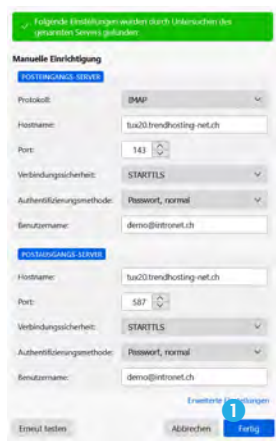 Folgende Einstellungen wurden durch Untersuchen des
genannten Servers gefunden:
Manuelle Einrichtigung
POSTEINGANGS-SERVER
Protokoll: IMAP
Hostname: tux20.trendhosting-net.ch
Port: 143
Verbindungssicherheit: STARTTLS
Authentifizierungsmethode: Passwort, normal
Benutzername: demo@intronet.ch
POSTAUSGANGS-SERVER
Hostname: tux20.trendhosting-net.ch
Port: 587
Verbindungssicherheit: STARTTLS
Authentifizierungsmethode: Passwort, normal
Benutzername: demo@intronet.ch
Erweiterte Einstellungen
1
Erneut testen Abbrechen Fertig